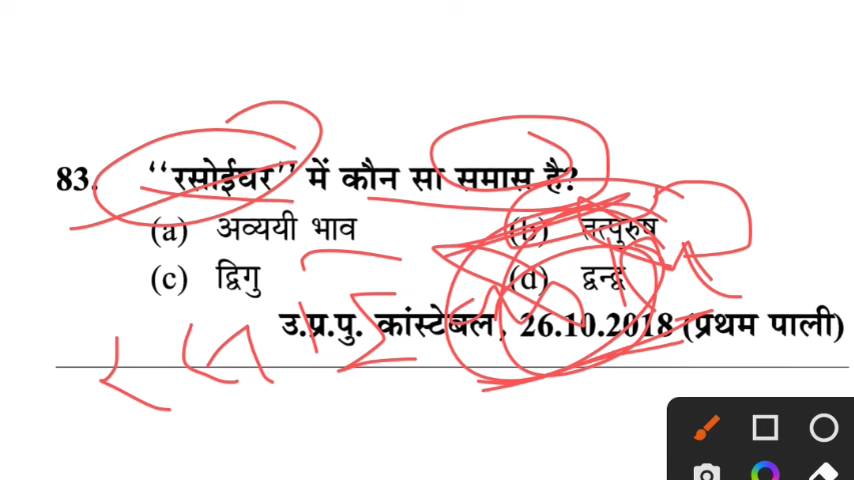 83. “रसोईघर” में कौन सा समास है?
(a) अव्ययी भाव (b) तत्पुरुष
(c) द्विगु (d) द्वन्द्व
उ.प्र.पु. कांस्टेबल, 26.10.2018 (प्रथम पाली)